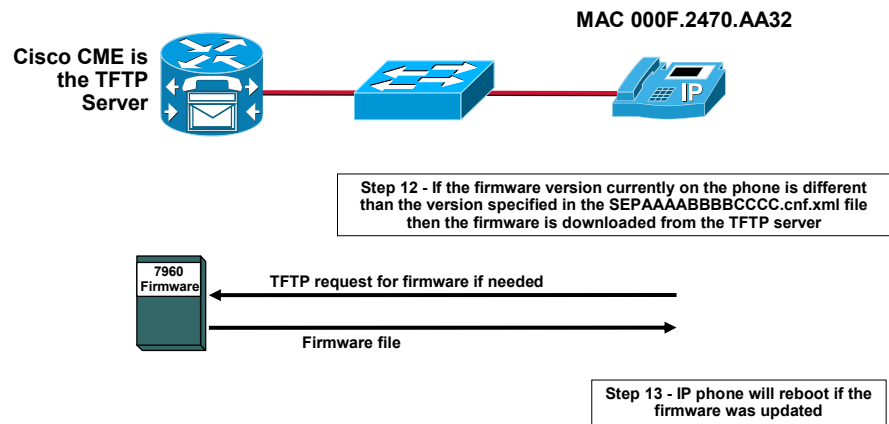 MAC 000F.2470.AA32
Cisco CME is
the TFTP
Server
IP
Step 12 - If the firmware version currently on the phone is different
than the version specified in the SEPAAAABBBBCCCC.cnf.xml file
then the firmware is downloaded from the TFTP server
7960
Firmware
TFTP request for firmware if needed
Firmware file
Step 13 - IP phone will reboot if the
firmware was updated